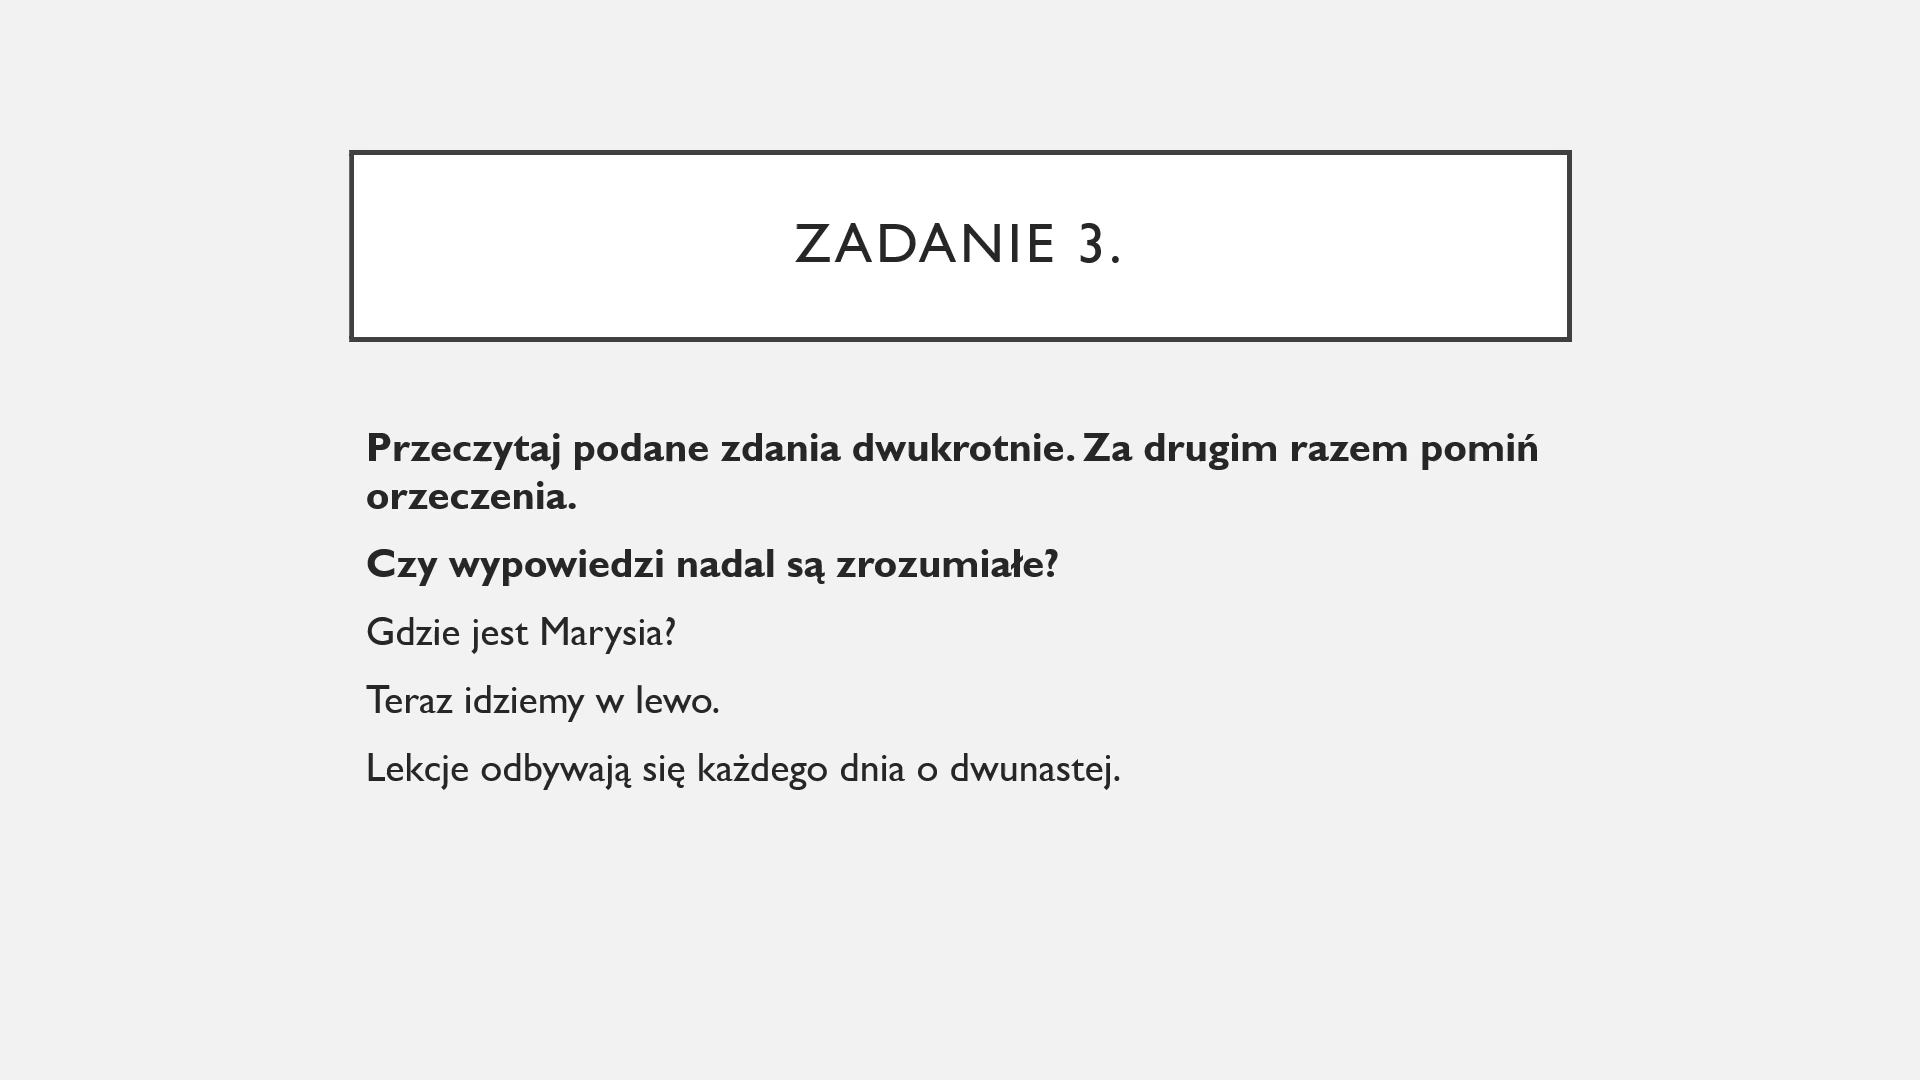 ZADANIE 3.
Przeczytaj podane zdania dwukrotnie. Za drugim razem pomiń
orzeczenia.
Czy wypowiedzi nadal są zrozumiałe?
Gdzie jest Marysia?
Teraz idziemy w lewo.
Lekcje odbywają się każdego dnia o dwunastej.